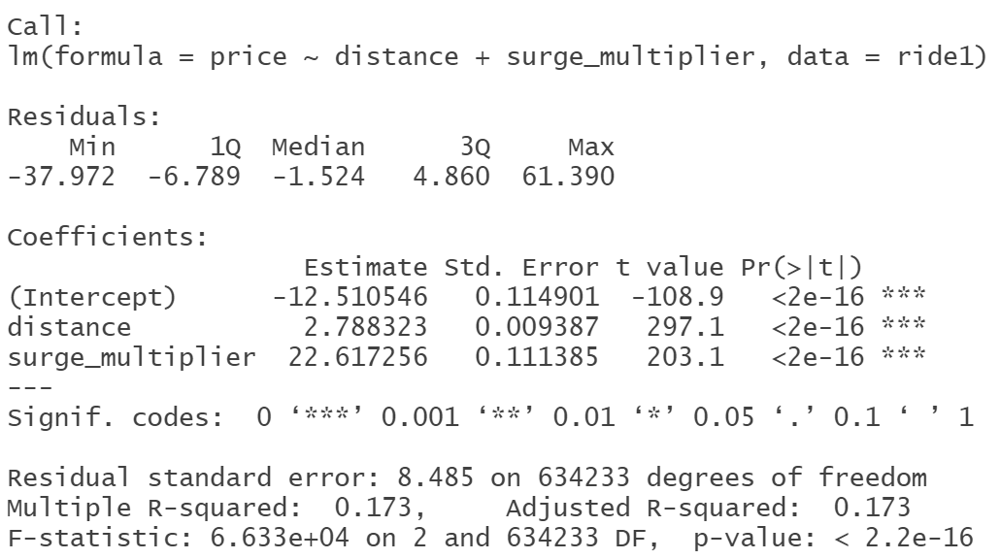 Call:
lm(formula = price ~ distance + surge_multiplier, data = ride1)
Residuals:
    Min      1Q  Median      3Q     Max
-37.972  -6.789  -1.524   4.860  61.390
Coefficients:
                   Estimate Std. Error t value Pr(>|t|)
(Intercept)      -12.510546   0.114901  -108.9   <2e-16 ***
distance           2.788323   0.009387   297.1   <2e-16 ***
surge_multiplier  22.617256   0.111385   203.1   <2e-16 ***
---
Signif. codes:  0 ‘***’ 0.001 ‘**’ 0.01 ‘*’ 0.05 ‘.’ 0.1 ‘ ’ 1
Residual standard error: 8.485 on 634233 degrees of freedom
Multiple R-squared:  0.173,     Adjusted R-squared:  0.173
F-statistic: 6.633e+04 on 2 and 634233 DF,  p-value: < 2.2e-16